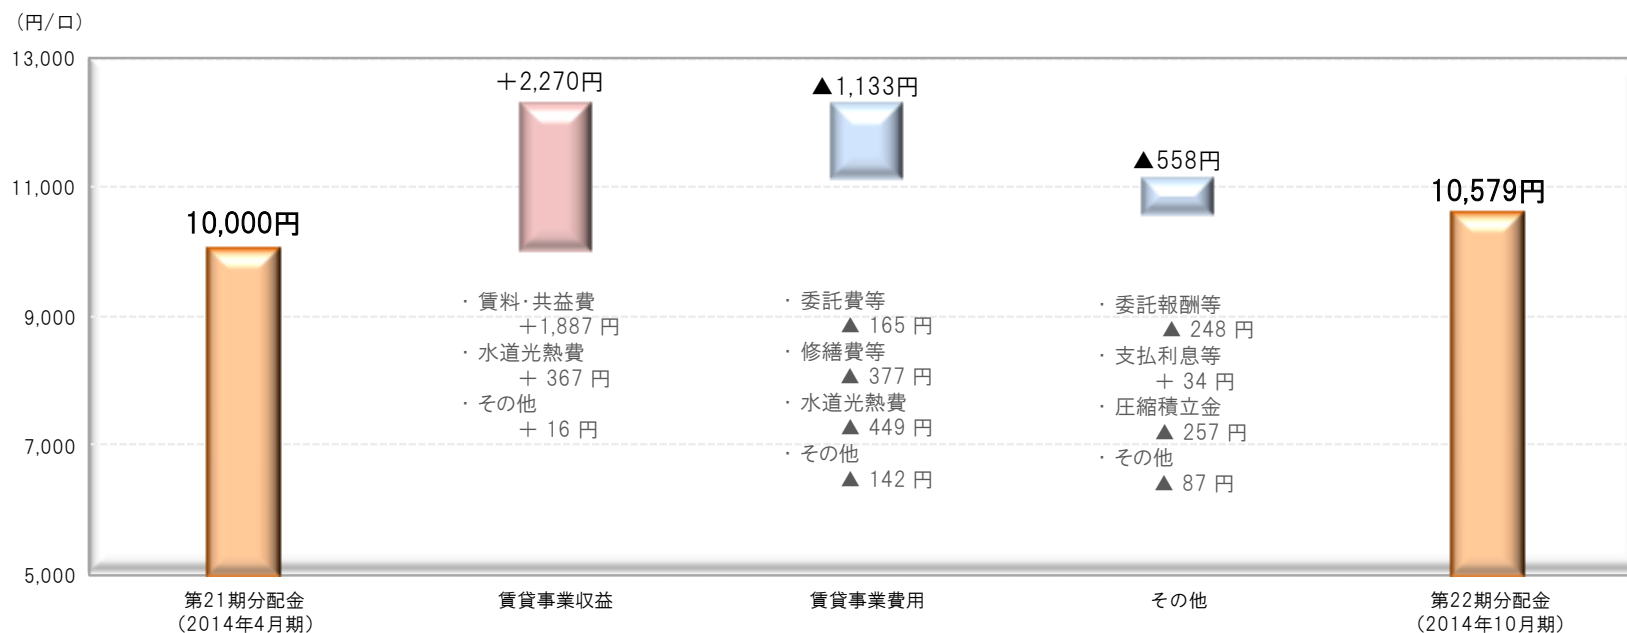 （円/口）
13,000
11,000
9,000
7,000
5,000
10,000円
＋2,270円
・ 賃料・共益費
＋1,887 円
・ 水道光熱費
＋ 367 円
・ その他
＋ 16 円
▲1,133円
・ 委託費等
▲ 165 円
・ 修繕費等
▲ 377 円
・ 水道光熱費
▲ 449 円
・ その他
▲ 142 円
▲558円
・ 委託報酬等
▲ 248 円
・ 支払利息等
＋ 34 円
・ 圧縮積立金
▲ 257 円
・ その他
▲ 87 円
10,579円
第21期分配金
（2014年4月期）
賃貸事業収益
賃貸事業費用
その他
第22期分配金
（2014年10月期）